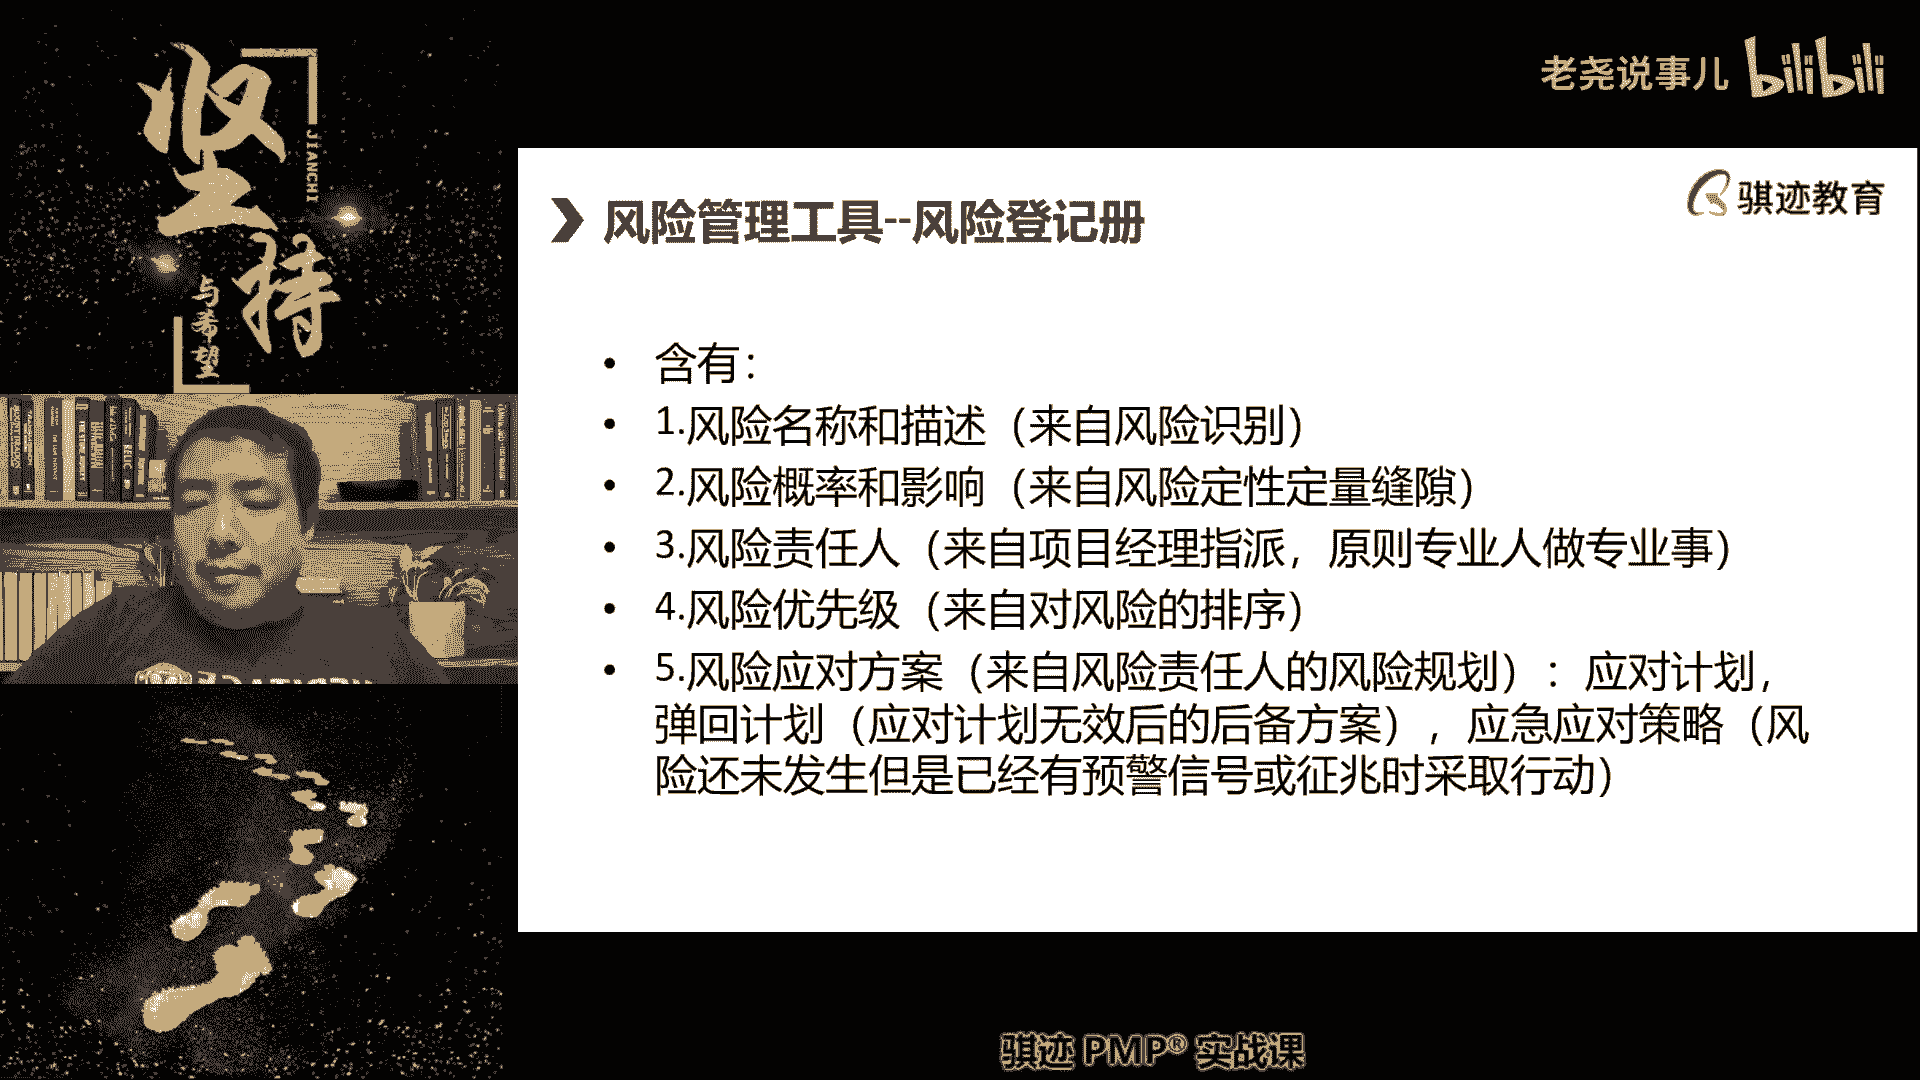 坚持
JIANCHI
与希望
老尧说事儿 bilibili
骐迹教育
风险管理工具--风险登记册
• 含有：
• 1.风险名称和描述（来自风险识别）
• 2.风险概率和影响（来自风险定性定量缝隙）
• 3.风险责任人（来自项目经理指派，原则专业人做专业事）
• 4.风险优先级（来自对风险的排序）
• 5.风险应对方案（来自风险责任人的风险规划）：应对计划，
弹回计划（应对计划无效后的后备方案），应急应对策略（风
险还未发生但是已经有预警信号或征兆时采取行动）
骐迹 PMP® 实战课